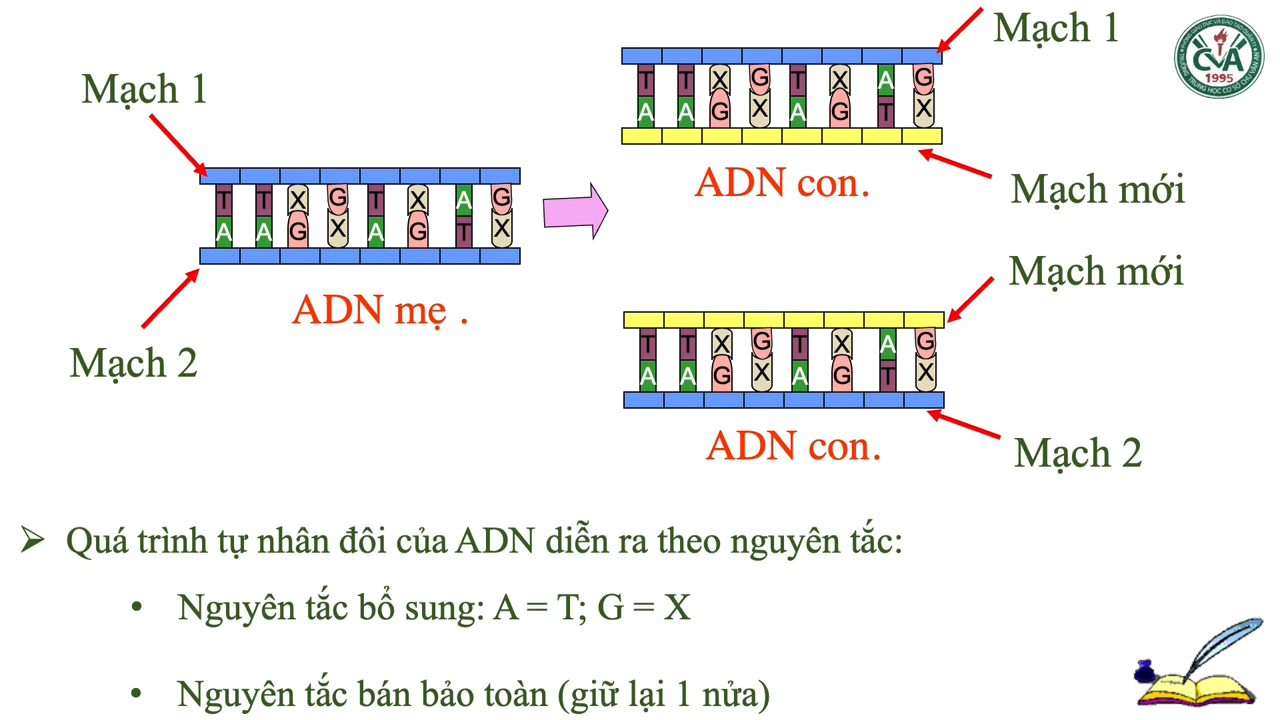 Mạch 1
Mạch 1
CVA
1995
T T X G T X A G
A A G X A G T X
ADN con.
Mạch mới
T T X G T X A G
A A G X A G T X
ADN mẹ .
Mạch 2
Mạch mới
T T X G T X A G
A A G X A G T X
ADN con.
Mạch 2
Quá trình tự nhân đôi của ADN diễn ra theo nguyên tắc:
• Nguyên tắc bổ sung: A = T; G = X
• Nguyên tắc bán bảo toàn (giữ lại 1 nửa)